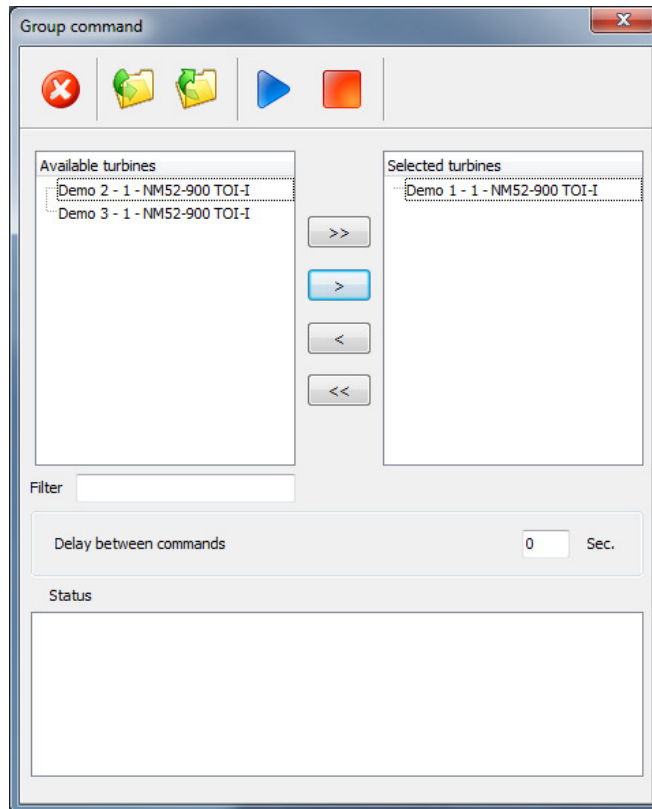 Group command
Available turbines
Demo 2 - 1 - NM52-900 TOI-I
Demo 3 - 1 - NM52-900 TOI-I
>>
>
<
<<
Selected turbines
Demo 1 - 1 - NM52-900 TOI-I
Filter
Delay between commands 0 Sec.
Status